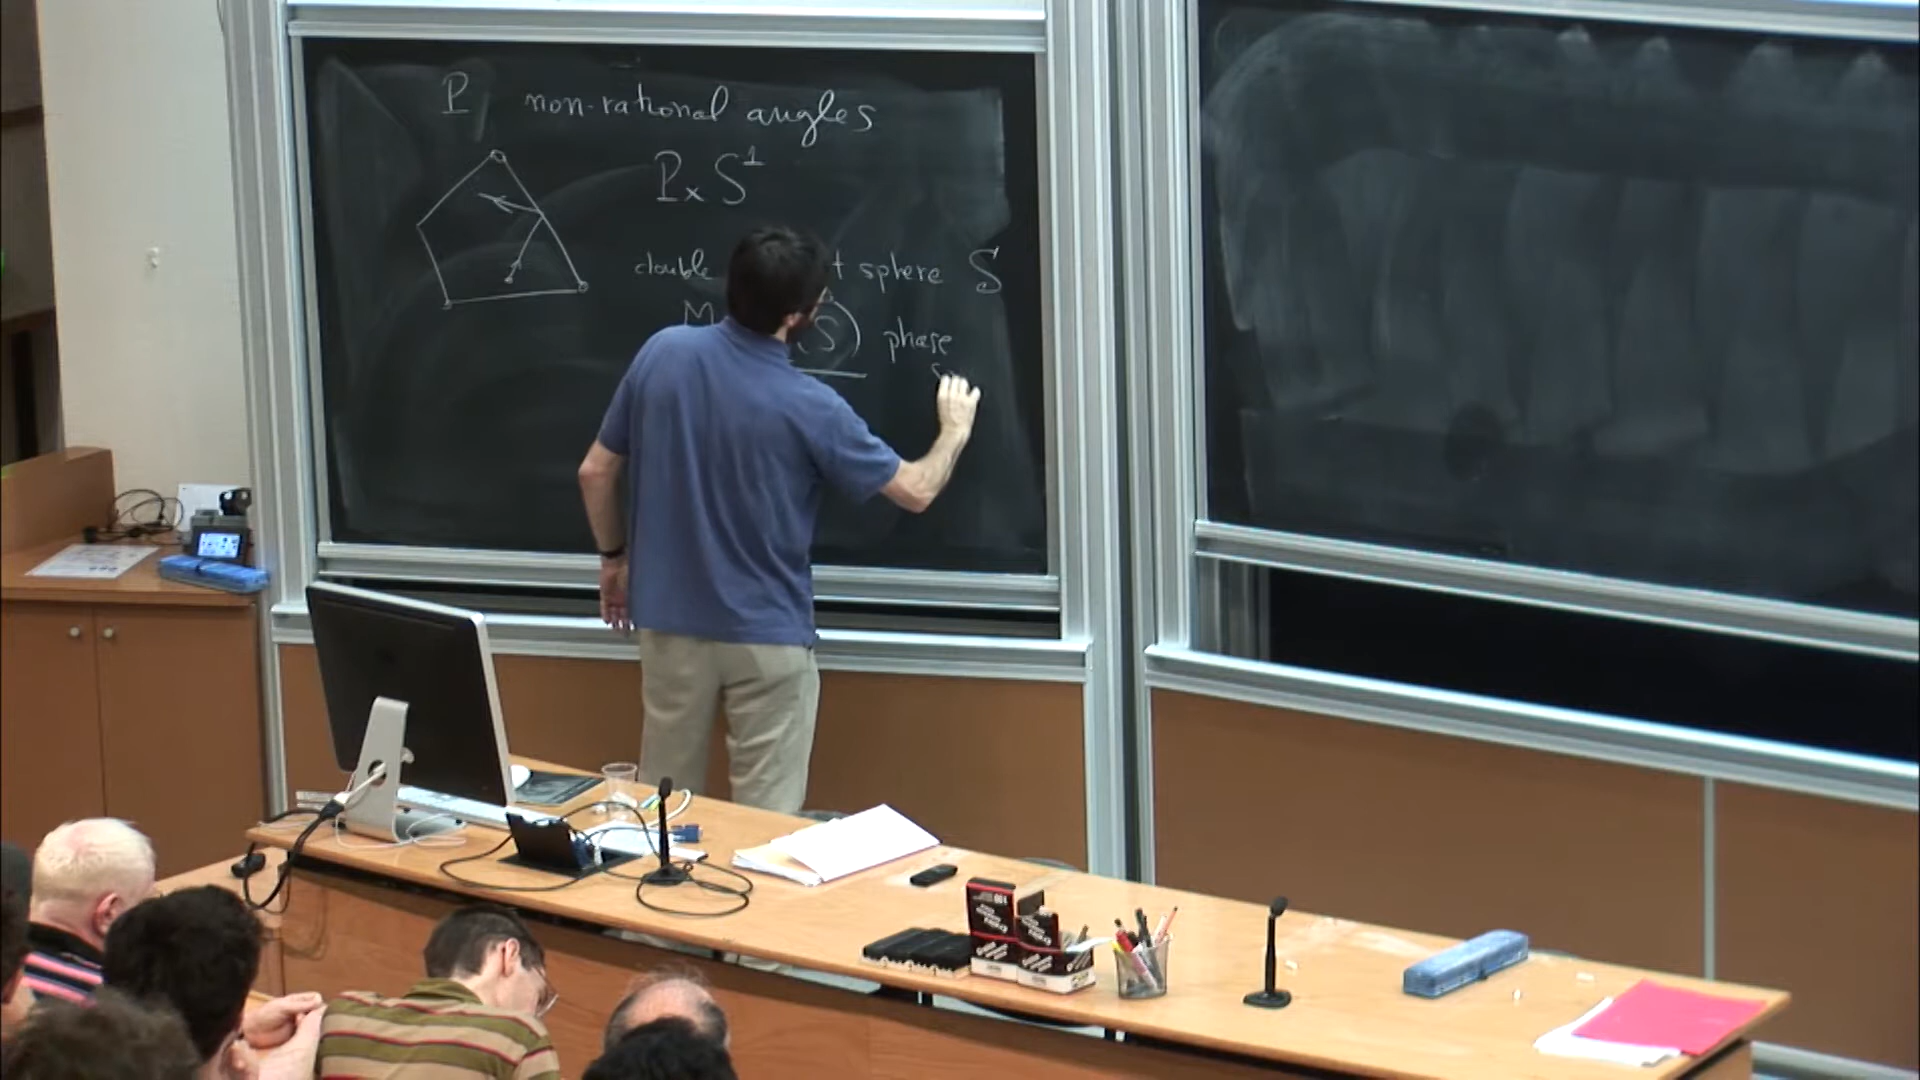 P non-rational angles
P x S¹
double t sphere S
M (S) phase